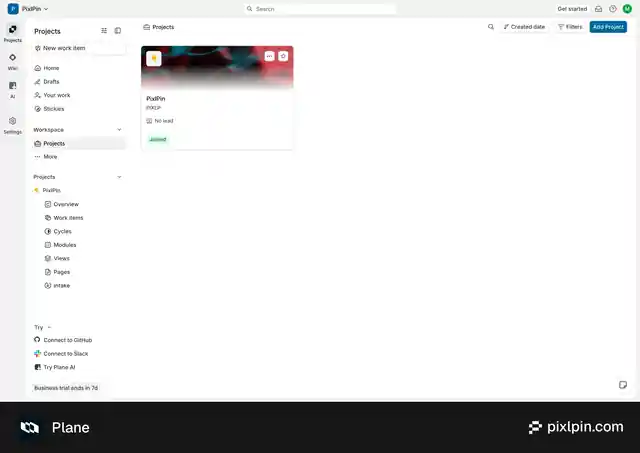 P PixlPin
Search
Get started
M
Projects
Wiki
AI
Settings
Projects
New work item
Home
Drafts
Your work
Stickies
Workspace
Projects
More
Projects
PixlPin
Overview
Work items
Cycles
Modules
Views
Pages
Intake
Try
Connect to GitHub
Connect to Slack
Try Plane AI
Business trial ends in 7d
Projects
Created date
Filters
Add Project
PixlPin
No lead
Joined
Plane
pixlpin.com